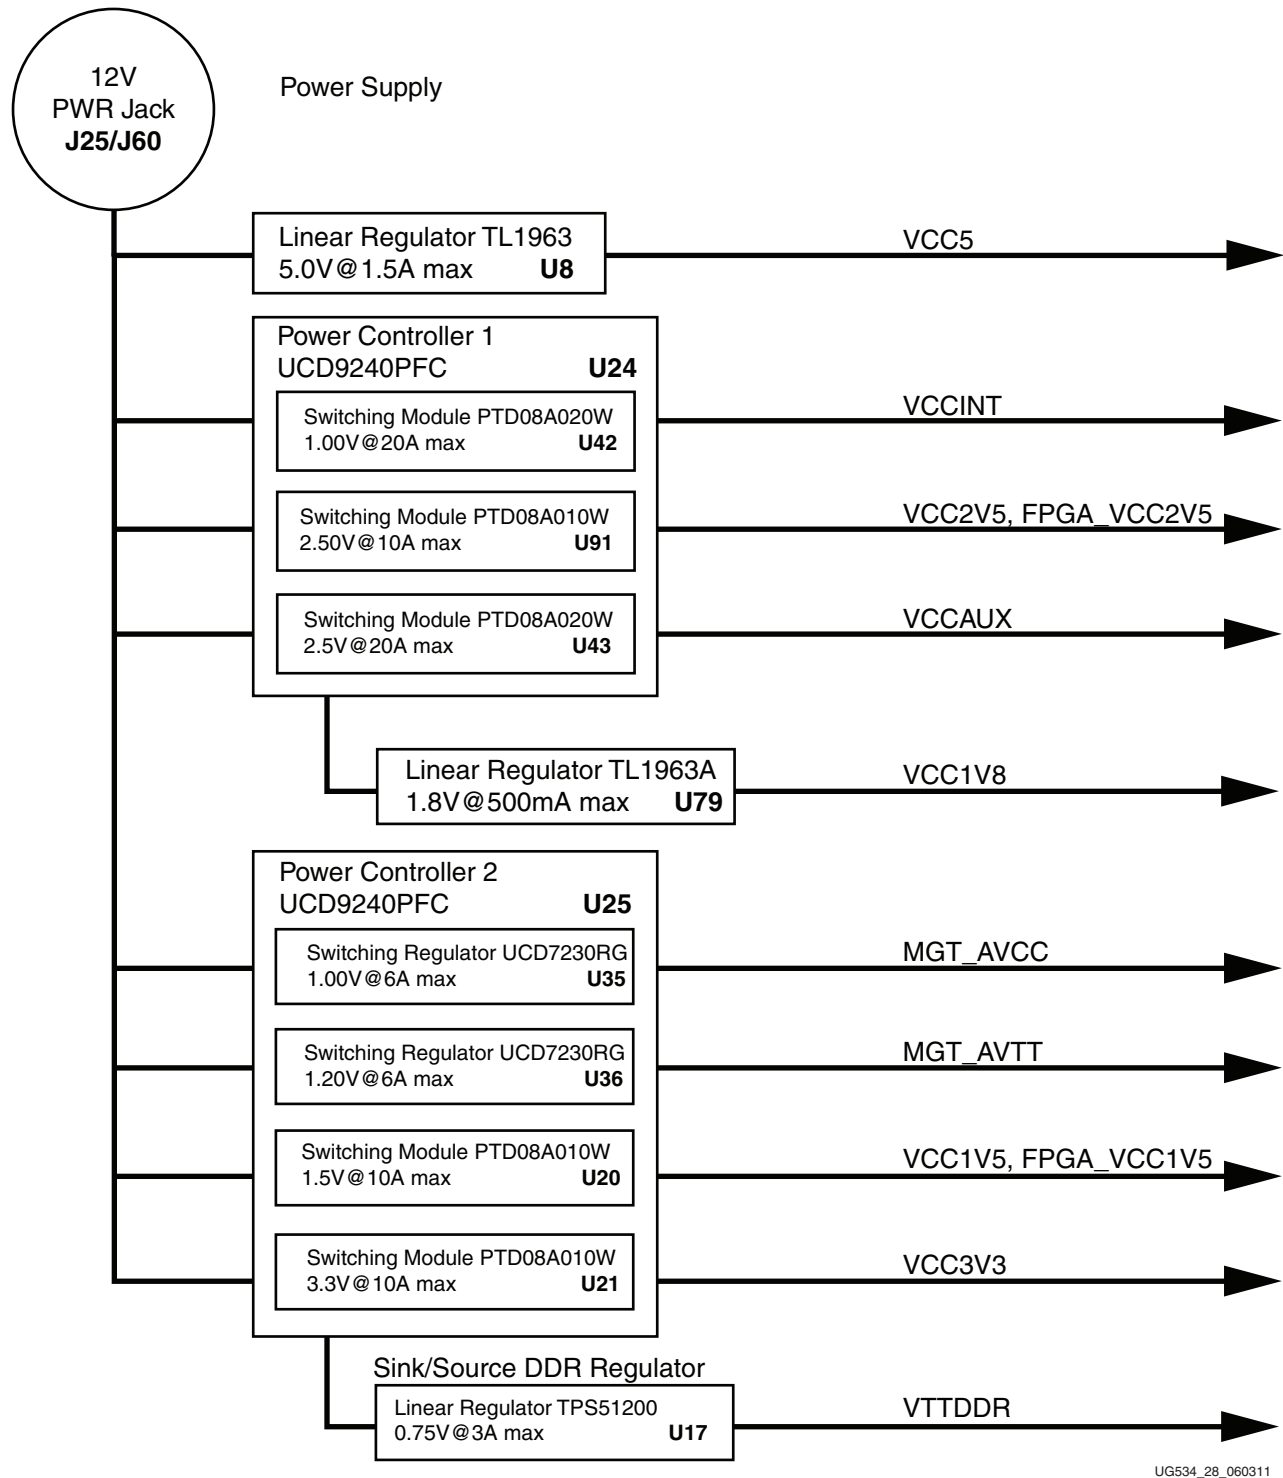 12V
PWR Jack
J25/J60
Power Supply
Linear Regulator TL1963
5.0V@1.5A max U8
VCC5
Power Controller 1
UCD9240PFC U24
Switching Module PTD08A020W
1.00V@20A max U42
VCCINT
Switching Module PTD08A010W
2.50V@10A max U91
VCC2V5, FPGA_VCC2V5
Switching Module PTD08A020W
2.5V@20A max U43
VCCAUX
Linear Regulator TL1963A
1.8V@500mA max U79
VCC1V8
Power Controller 2
UCD9240PFC U25
Switching Regulator UCD7230RG
1.00V@6A max U35
MGT_AVCC
Switching Regulator UCD7230RG
1.20V@6A max U36
MGT_AVTT
Switching Module PTD08A010W
1.5V@10A max U20
VCC1V5, FPGA_VCC1V5
Switching Module PTD08A010W
3.3V@10A max U21
VCC3V3
Sink/Source DDR Regulator
Linear Regulator TPS51200
0.75V@3A max U17
VTTDDR
UG534_28_060311